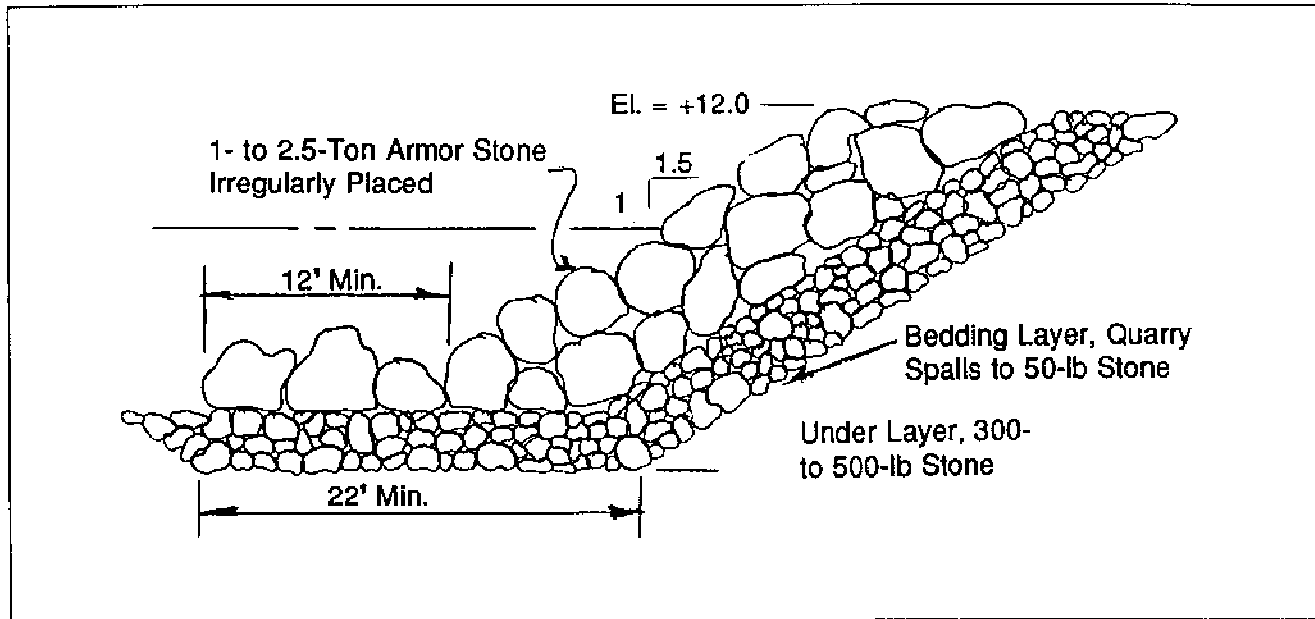 El. = +12.0
1- to 2.5-Ton Armor Stone
Irregularly Placed
1.5
1
12' Min.
Bedding Layer, Quarry
Spalls to 50-lb Stone
Under Layer, 300-
to 500-lb Stone
22' Min.